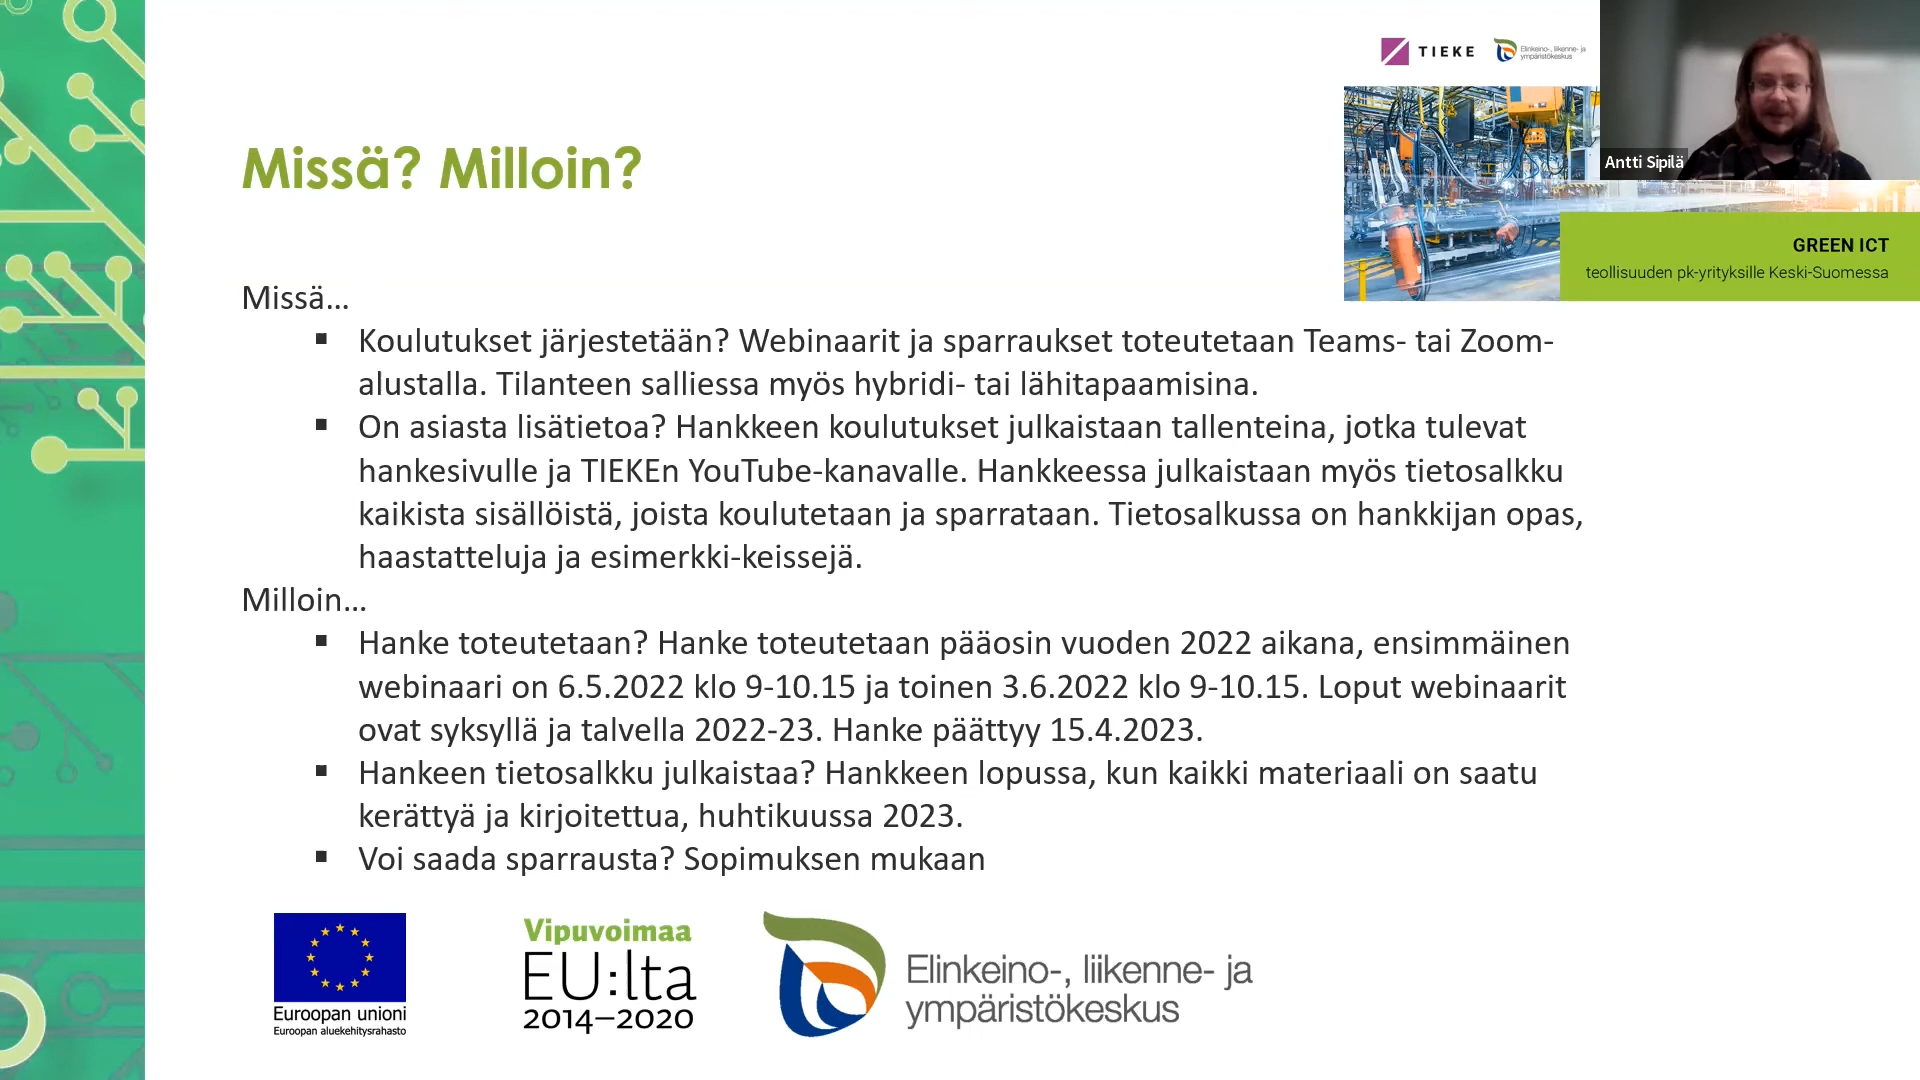 TIEKE
Elinkeino-, liikenne- ja
ympäristökeskus
Antti Sipilä
GREEN ICT
teollisuuden pk-yrityksille Keski-Suomessa
Missä? Milloin?
Missä...
▪ Koulutukset järjestetään? Webinaarit ja sparraukset toteutetaan Teams- tai Zoom-
alustalla. Tilanteen salliessa myös hybridi- tai lähitapaamisina.
▪ On asiasta lisätietoa? Hankkeen koulutukset julkaistaan tallenteina, jotka tulevat
hankesivulle ja TIEKEn YouTube-kanavalle. Hankkeessa julkaistaan myös tietosalkku
kaikista sisällöistä, joista koulutetaan ja sparrataan. Tietosalkussa on hankkijan opas,
haastatteluja ja esimerkki-keissejä.
Milloin...
▪ Hanke toteutetaan? Hanke toteutetaan pääosin vuoden 2022 aikana, ensimmäinen
webinaari on 6.5.2022 klo 9-10.15 ja toinen 3.6.2022 klo 9-10.15. Loput webinaarit
ovat syksyllä ja talvella 2022-23. Hanke päättyy 15.4.2023.
▪ Hankeen tietosalkku julkaistaa? Hankkeen lopussa, kun kaikki materiaali on saatu
kerättyä ja kirjoitettua, huhtikuussa 2023.
▪ Voi saada sparrausta? Sopimuksen mukaan
Euroopan unioni
Euroopan aluekehitysrahasto
Vipuvoimaa
EU:lta
2014–2020
Elinkeino-, liikenne- ja
ympäristökeskus